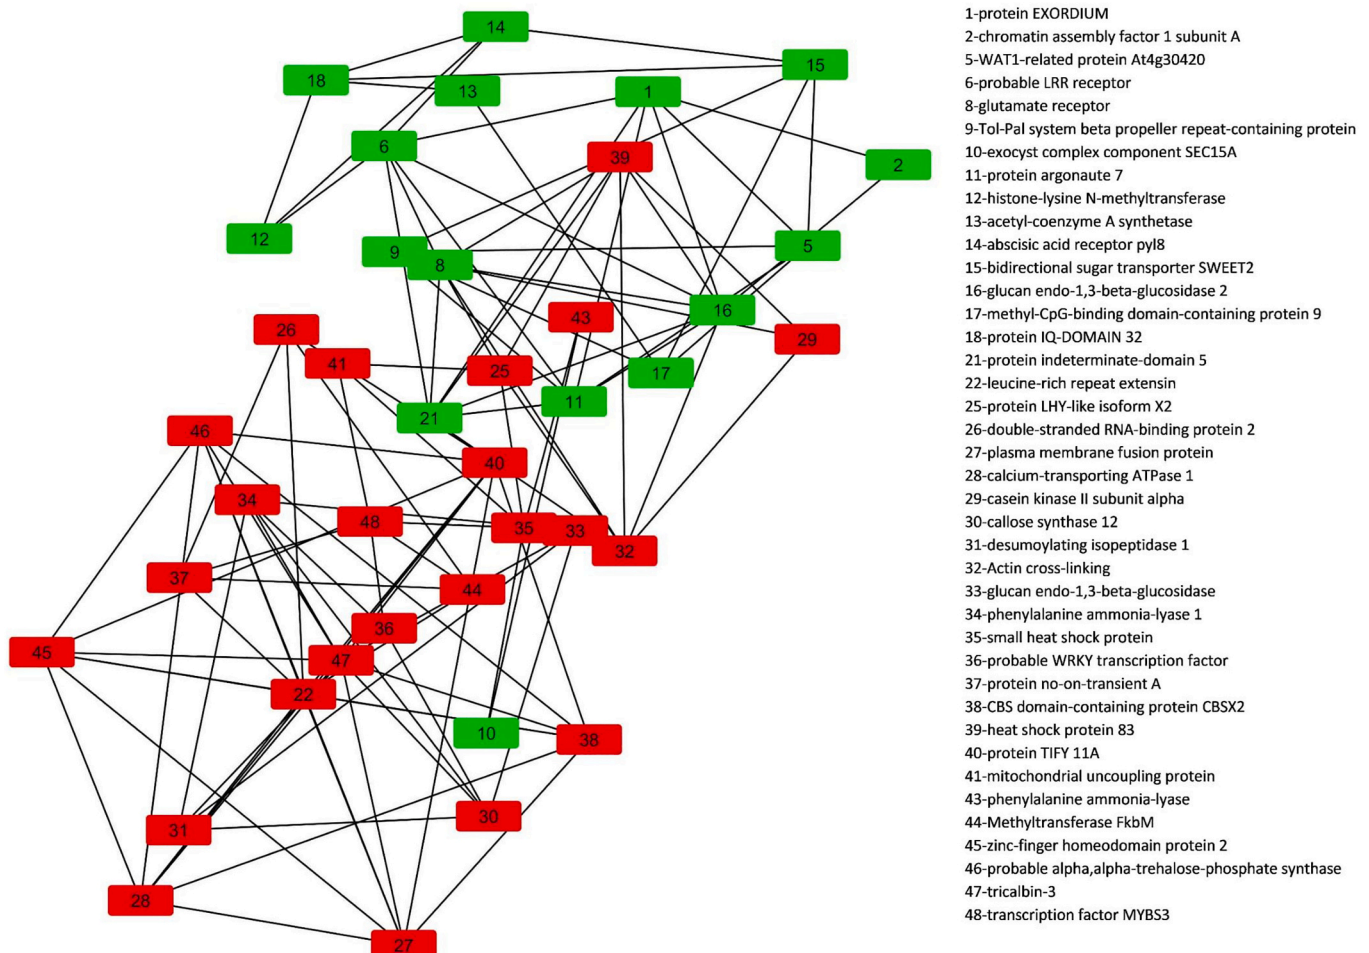 14
15
18
13
1
6
39
2
12
9
8
5
16
43
29
26
41
25
17
21
11
46
40
34
48
35
33
32
37
44
36
45
47
22
10
38
30
31
28
27
1-protein EXORDIUM
2-chromatin assembly factor 1 subunit A
5-WAT1-related protein At4g30420
6-probable LRR receptor
8-glutamate receptor
9-Tol-Pal system beta propeller repeat-containing protein
10-exocyst complex component SEC15A
11-protein argonaute 7
12-histone-lysine N-methyltransferase
13-acetyl-coenzyme A synthetase
14-abscisic acid receptor pyl8
15-bidirectional sugar transporter SWEET2
16-glucan endo-1,3-beta-glucosidase 2
17-methyl-CpG-binding domain-containing protein 9
18-protein IQ-DOMAIN 32
21-protein indeterminate-domain 5
22-leucine-rich repeat extensin
25-protein LHY-like isoform X2
26-double-stranded RNA-binding protein 2
27-plasma membrane fusion protein
28-calcium-transporting ATPase 1
29-casein kinase II subunit alpha
30-callose synthase 12
31-desumoylating isopeptidase 1
32-Actin cross-linking
33-glucan endo-1,3-beta-glucosidase
34-phenylalanine ammonia-lyase 1
35-small heat shock protein
36-probable WRKY transcription factor
37-protein no-on-transient A
38-CBS domain-containing protein CBSX2
39-heat shock protein 83
40-protein TIFY 11A
41-mitochondrial uncoupling protein
43-phenylalanine ammonia-lyase
44-Methyltransferase FkbM
45-zinc-finger homeodomain protein 2
46-probable alpha,alpha-trehalose-phosphate synthase
47-tricalbin-3
48-transcription factor MYBS3